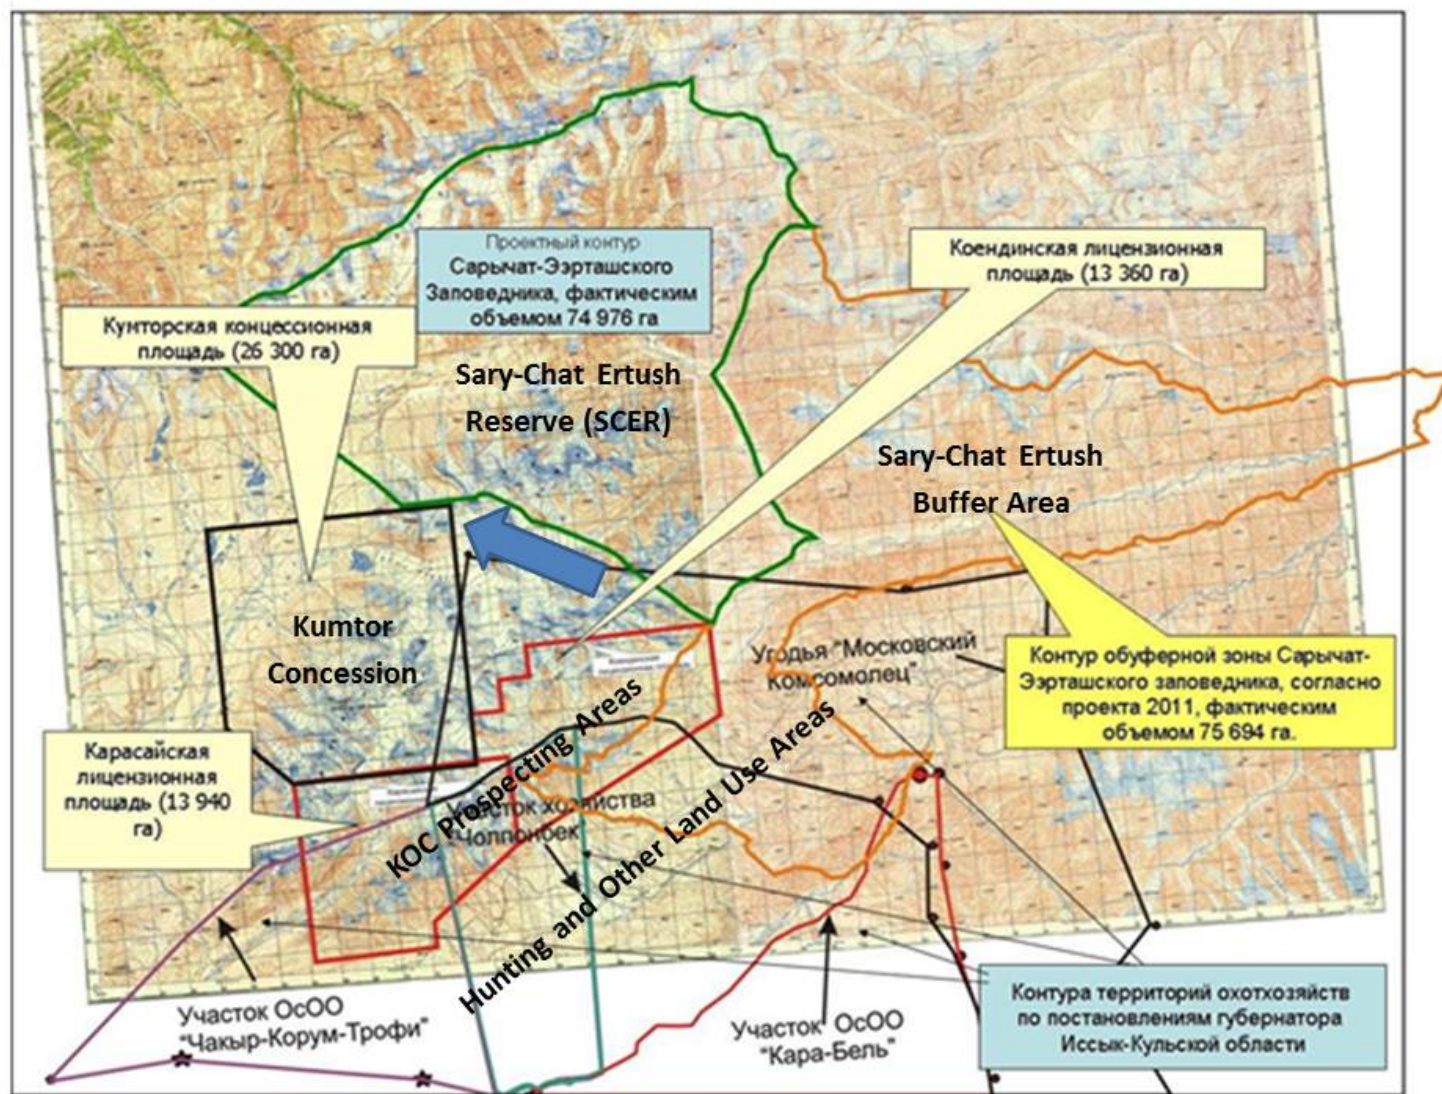 Проектный контур
Сарычат-Ээрташского
Заповедника, фактическим
объемом 74 976 га
Коендинская лицензионная
площадь (13 360 га)
Кумторская концессионная
площадь (26 300 га)
Sary-Chat Ertush
Reserve (SCER)
Sary-Chat Ertush
Buffer Area
Kumtor
Concession
Угодья "Московский
Комсомолец"
Контур обуферной зоны Сарычат-
Ээрташского заповедника, согласно
проекта 2011, фактическим
объемом 75 694 га.
Карасайская
лицензионная
площадь (13 940
га)
KOC Prospecting Areas
Участок хозяйства
"Чолпонбек"
Hunting and Other Land Use Areas
Участок ОсОО
"Чакыр-Корум-Трофи"
Участок ОсОО
"Кара-Бель"
Контура территорий охотхозяйств
по постановлениям губернатора
Иссык-Кульской области